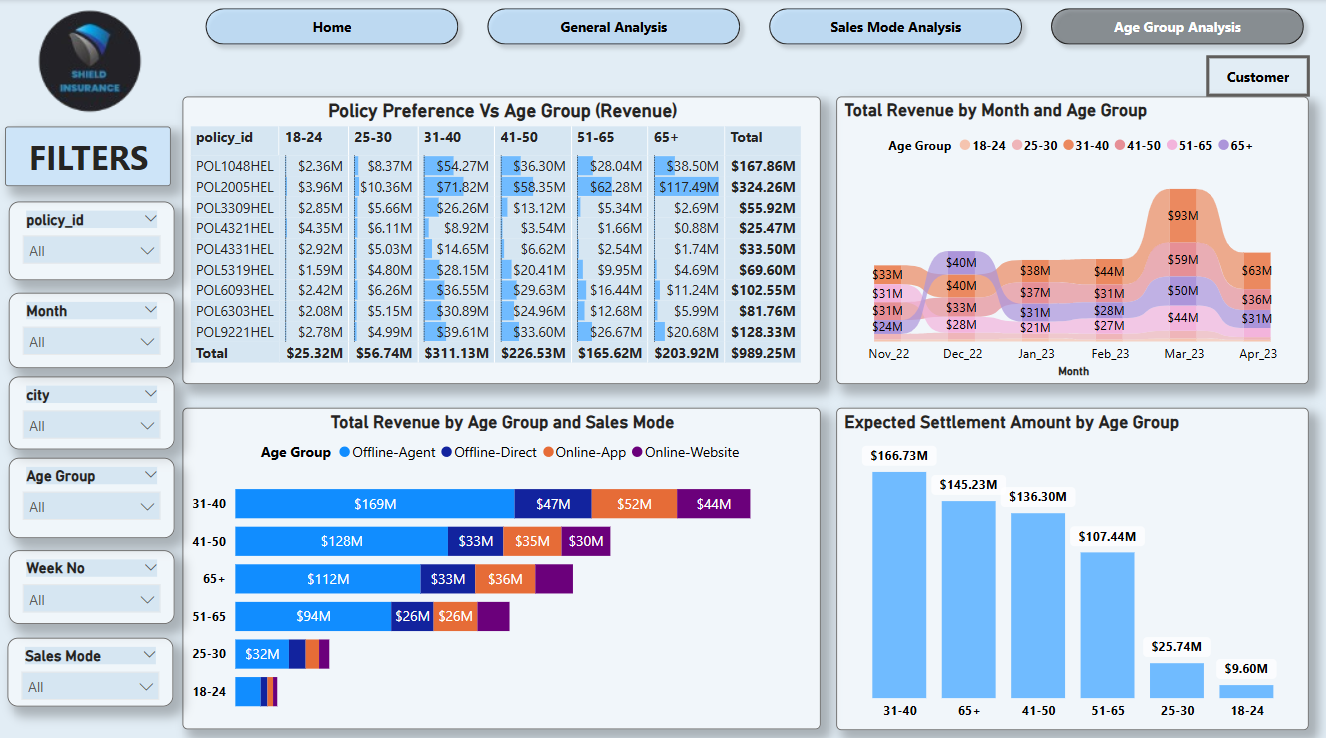 SHIELD
INSURANCE
Home
General Analysis
Sales Mode Analysis
Age Group Analysis
Customer
FILTERS
policy_id
All
Month
All
city
All
Age Group
All
Week No
All
Sales Mode
All
Policy Preference Vs Age Group (Revenue)
policy_id 18-24 25-30 31-40 41-50 51-65 65+ Total
POL1048HEL $2.36M $8.37M $54.27M $36.30M $28.04M $38.50M $167.86M
POL2005HEL $3.96M $10.36M $71.82M $58.35M $62.28M $117.49M $324.26M
POL3309HEL $2.85M $5.66M $26.26M $13.12M $5.34M $2.69M $55.92M
POL4321HEL $4.35M $6.11M $8.92M $3.54M $1.66M $0.88M $25.47M
POL4331HEL $2.92M $5.03M $14.65M $6.62M $2.54M $1.74M $33.50M
POL5319HEL $1.59M $4.80M $28.15M $20.41M $9.95M $4.69M $69.60M
POL6093HEL $2.42M $6.26M $36.55M $29.63M $16.44M $11.24M $102.55M
POL6303HEL $2.08M $5.15M $30.89M $24.96M $12.68M $5.99M $81.76M
POL9221HEL $2.78M $4.99M $39.61M $33.60M $26.67M $20.68M $128.33M
Total $25.32M $56.74M $311.13M $226.53M $165.62M $203.92M $989.25M
Total Revenue by Month and Age Group
Age Group 18-24 25-30 31-40 41-50 51-65 65+
$33M
$31M
$31M
$24M
$40M
$40M
$33M
$28M
$38M
$37M
$31M
$21M
$44M
$31M
$28M
$27M
$93M
$59M
$50M
$44M
$63M
$36M
$31M
Nov_22 Dec_22 Jan_23 Feb_23 Mar_23 Apr_23
Month
Total Revenue by Age Group and Sales Mode
Age Group Offline-Agent Offline-Direct Online-App Online-Website
31-40 $169M $47M $52M $44M
41-50 $128M $33M $35M $30M
65+ $112M $33M $36M
51-65 $94M $26M $26M
25-30 $32M
18-24
Expected Settlement Amount by Age Group
$166.73M
$145.23M
$136.30M
$107.44M
$25.74M
$9.60M
31-40 65+ 41-50 51-65 25-30 18-24